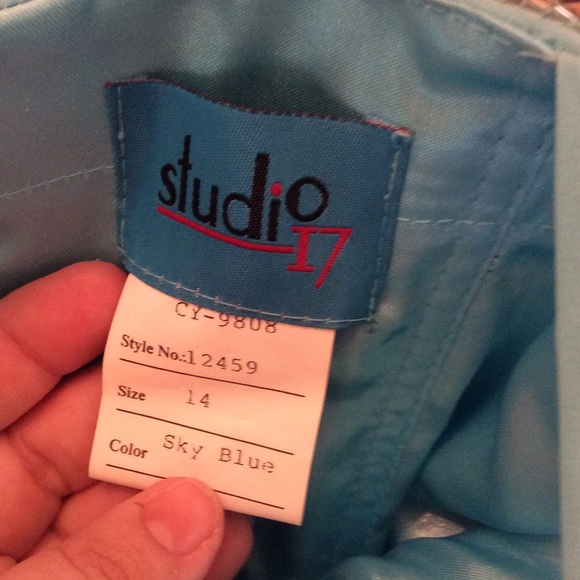 studio
17
CY-9808
Style No.:12459
Size 14
Color Sky Blue